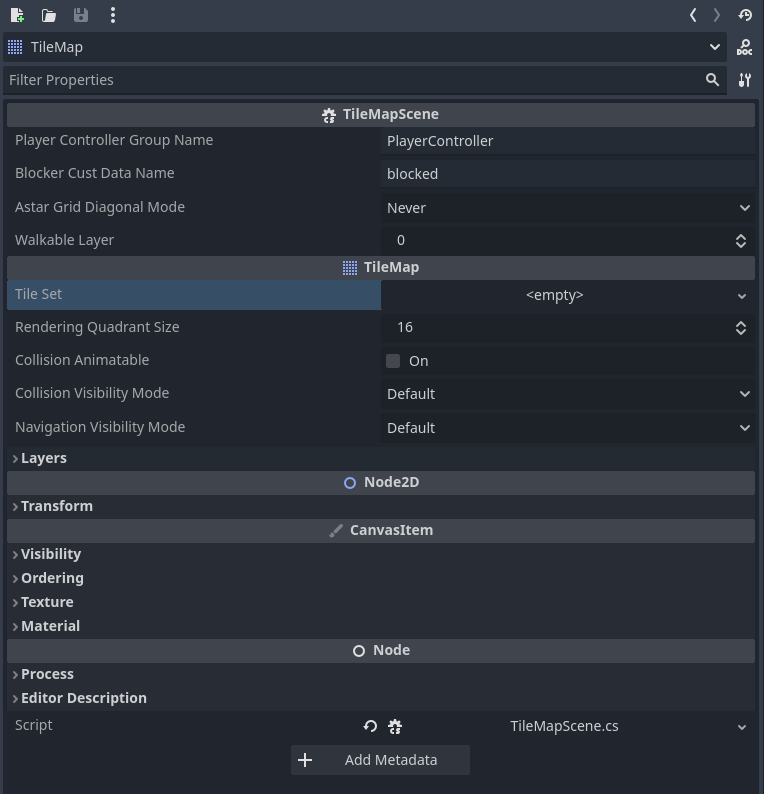 TileMap
DOC
Filter Properties
TileMapScene
Player Controller Group Name PlayerController
Blocker Cust Data Name blocked
Astar Grid Diagonal Mode Never
Walkable Layer 0
TileMap
Tile Set <empty>
Rendering Quadrant Size 16
Collision Animatable On
Collision Visibility Mode Default
Navigation Visibility Mode Default
Layers
Node2D
Transform
CanvasItem
Visibility
Ordering
Texture
Material
Node
Process
Editor Description
Script TileMapScene.cs
Add Metadata